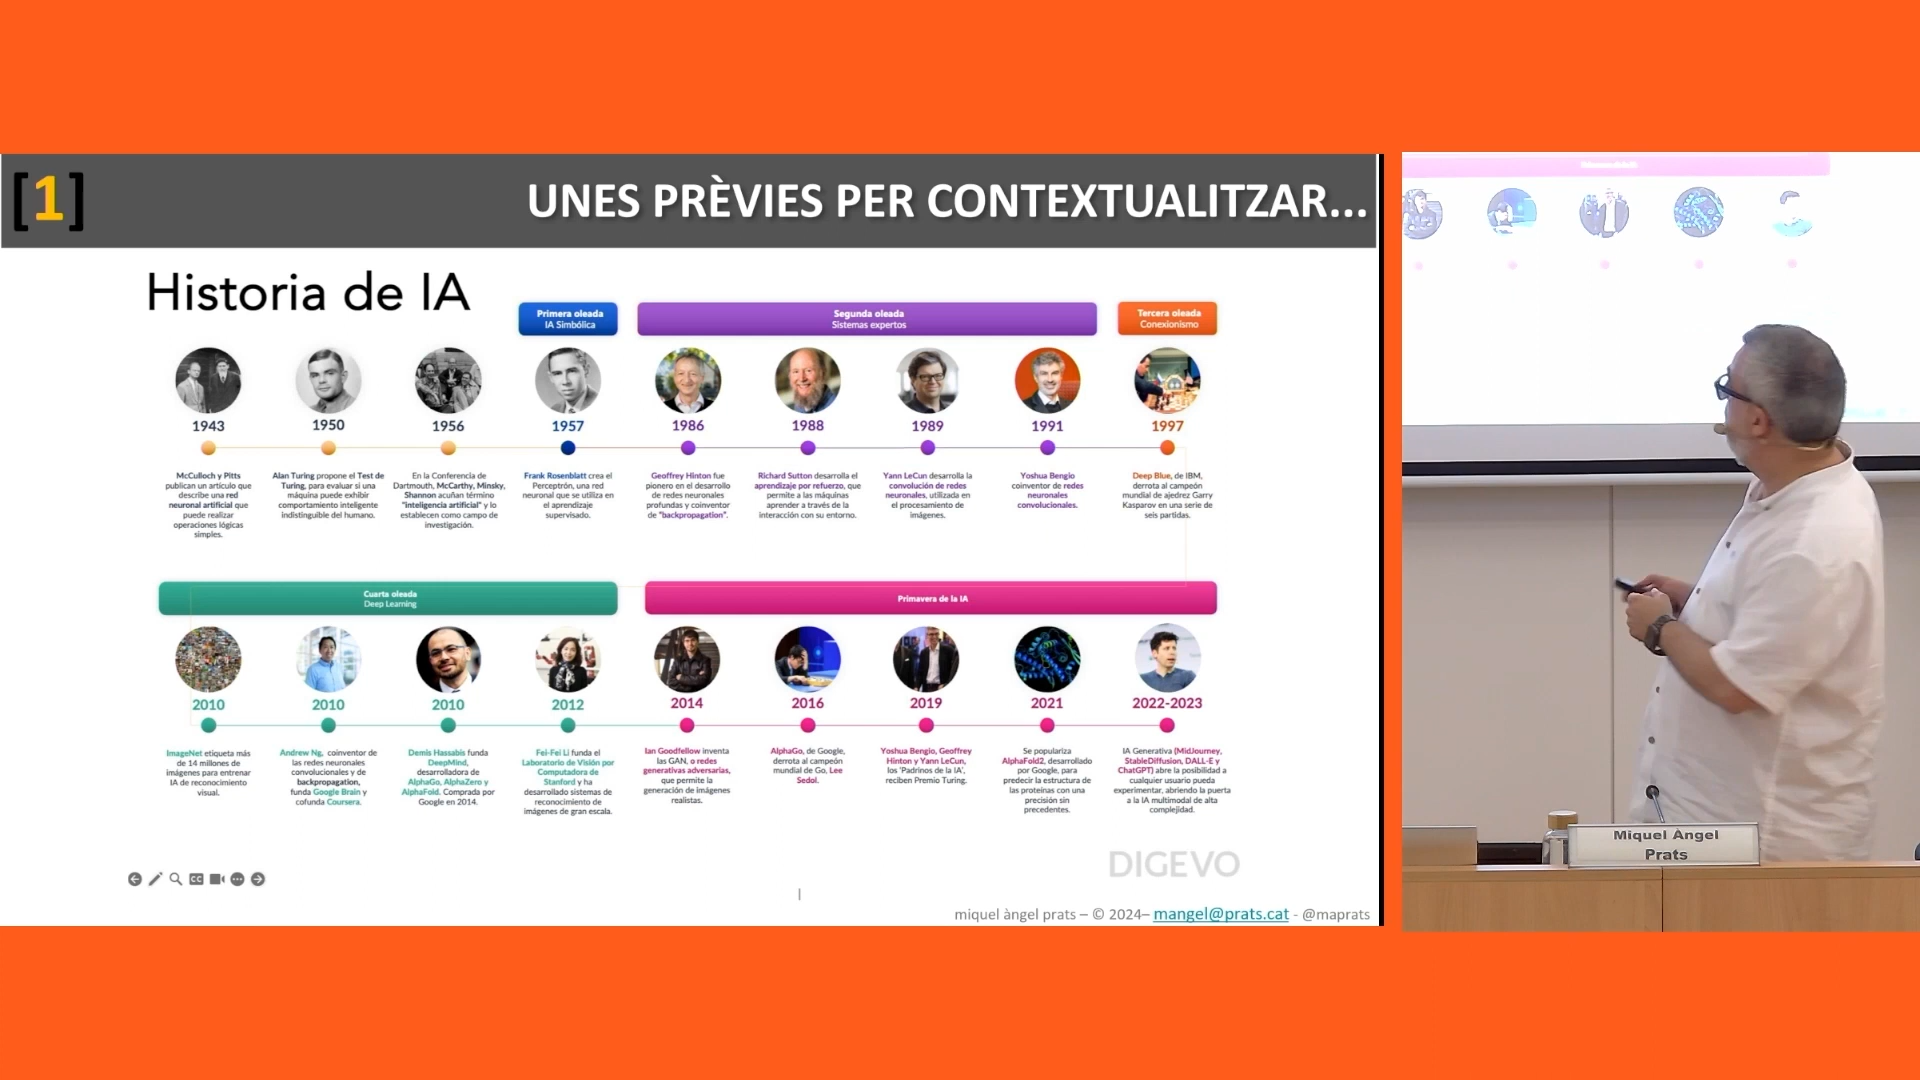 [1]
UNES PRÈVIES PER CONTEXTUALITZAR...
Historia de IA
Primera oleada
IA Simbólica
Segunda oleada
Sistemas expertos
Tercera oleada
Conexionismo
1943
McCulloch y Pitts
publican un artículo que
describe una red
neuronal artificial que
puede realizar
operaciones lógicas
simples.
1950
Alan Turing propone el Test de
Turing, para evaluar si una
máquina puede exhibir
comportamiento inteligente
indistinguible del humano.
1956
En la Conferencia de
Dartmouth, McCarthy, Minsky,
Shannon acuñan término
"inteligencia artificial" y lo
establecen como campo de
investigación.
1957
Frank Rosenblatt crea el
Perceptrón, una red
neuronal que se utiliza en
el aprendizaje
supervisado.
1986
Geoffrey Hinton fue
pionero en el desarrollo
de redes neuronales
profundas y coinventor
de "backpropagation".
1988
Richard Sutton desarrolla el
aprendizaje por refuerzo, que
permite a las máquinas
aprender a través de la
interacción con su entorno.
1989
Yann LeCun desarrolla la
convolución de redes
neuronales, utilizada en
el procesamiento de
imágenes.
1991
Yoshua Bengio
coinventor de redes
neuronales
convolucionales.
1997
Deep Blue, de IBM,
derrota al campeón
mundial de ajedrez Garry
Kasparov en una serie de
seis partidas.
Cuarta oleada
Deep Learning
Primavera de la IA
2010
ImageNet etiqueta más
de 14 millones de
imágenes para entrenar
IA de reconocimiento
visual.
2010
Andrew Ng, coinventor de
las redes neuronales
convolucionales y de
backpropagation,
funda Google Brain y
cofunda Coursera.
2010
Demis Hassabis funda
DeepMind,
desarrolladora de
AlphaGo, AlphaZero y
AlphaFold. Comprada por
Google en 2014.
2012
Fei-Fei Li funda el
Laboratorio de Visión por
Computadora de
Stanford y ha
desarrollado sistemas de
reconocimiento de
imágenes de gran escala.
2014
Ian Goodfellow inventa
las GAN, o redes
generativas adversarias,
que permite la
generación de imágenes
realistas.
2016
AlphaGo, de Google,
derrota al campeón
mundial de Go, Lee
Sedol.
2019
Yoshua Bengio, Geoffrey
Hinton y Yann LeCun,
los 'Padrinos de la IA',
reciben Premio Turing.
2021
Se populariza
AlphaFold2, desarrollado
por Google, para
predecir la estructura de
las proteínas con una
precisión sin
precedentes.
2022-2023
IA Generativa (MidJourney,
StableDiffusion, DALL-E y
ChatGPT) abre la posibilidad a
cualquier usuario pueda
experimentar, abriendo la puerta
a la IA multimodal de alta
complejidad.
CC
DIGEVO
miquel àngel prats – © 2024– mangel@prats.cat - @maprats
Miquel Àngel
Prats